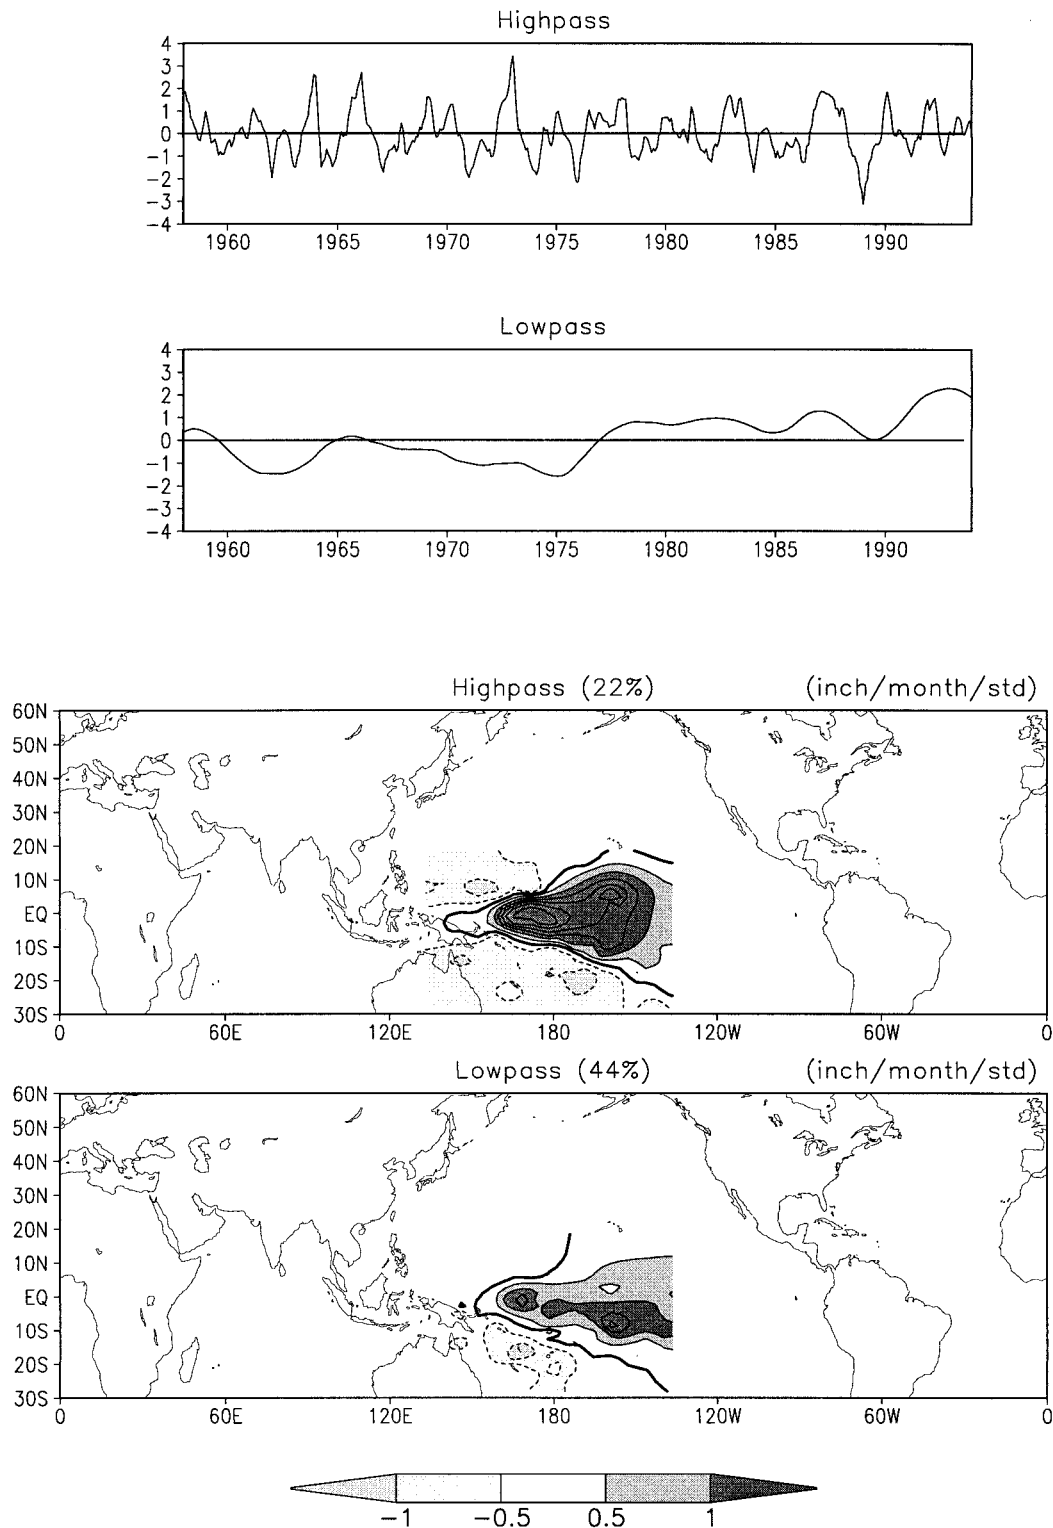 Highpass
4
3
2
1
0
−1
−2
−3
−4
1960 1965 1970 1975 1980 1985 1990
Lowpass
4
3
2
1
0
−1
−2
−3
−4
1960 1965 1970 1975 1980 1985 1990
Highpass (22%) (inch/month/std)
60N
50N
40N
30N
20N
10N
EQ
10S
20S
30S
0 60E 120E 180 120W 60W 0
Lowpass (44%) (inch/month/std)
60N
50N
40N
30N
20N
10N
EQ
10S
20S
30S
0 60E 120E 180 120W 60W 0
−1 −0.5 0.5 1